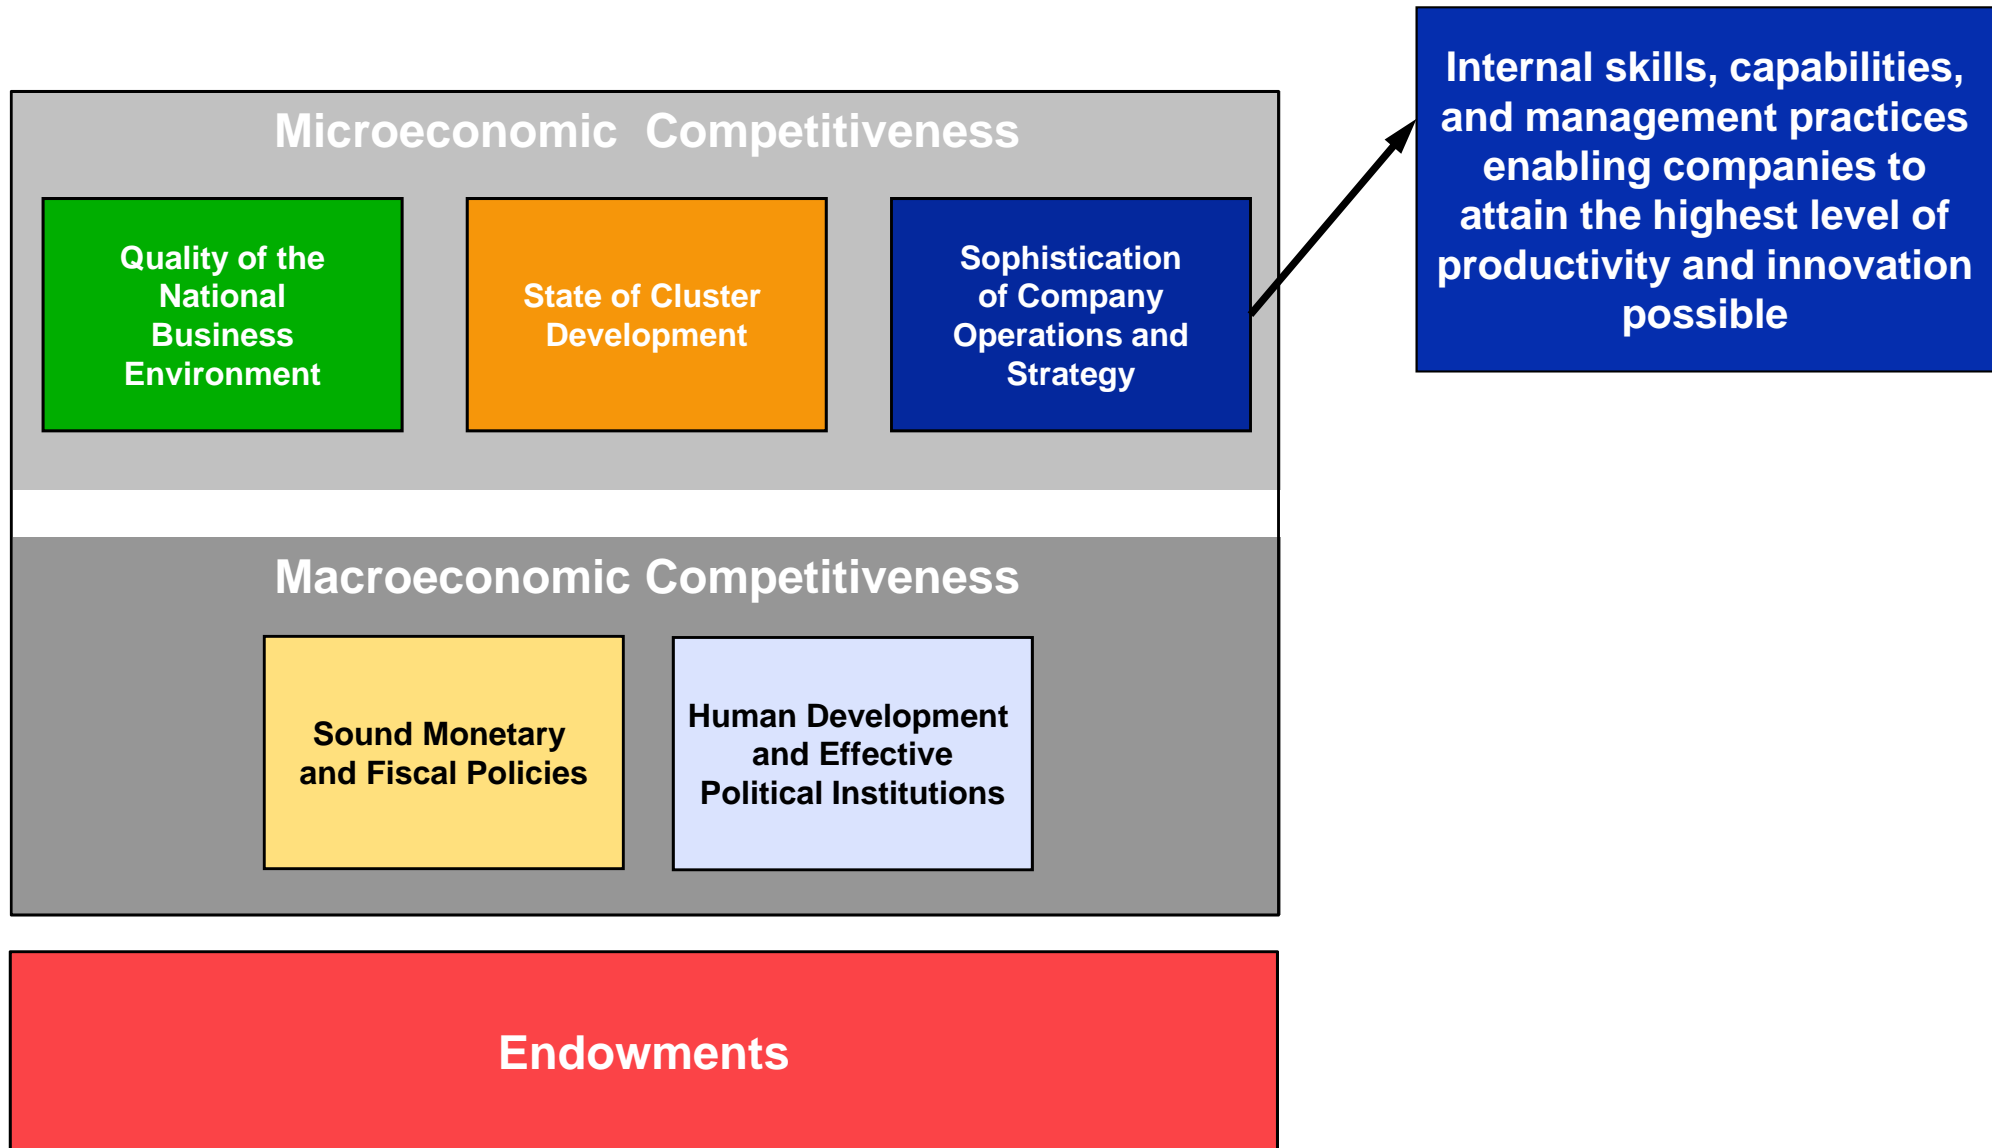 Microeconomic  Competitiveness
Quality of the
National
Business
Environment
State of Cluster
Development
Sophistication
of Company
Operations and
Strategy
Internal skills, capabilities,
and management practices
enabling companies to
attain the highest level of
productivity and innovation
possible
Macroeconomic Competitiveness
Sound Monetary
and Fiscal Policies
Human Development
and Effective
Political Institutions
Endowments